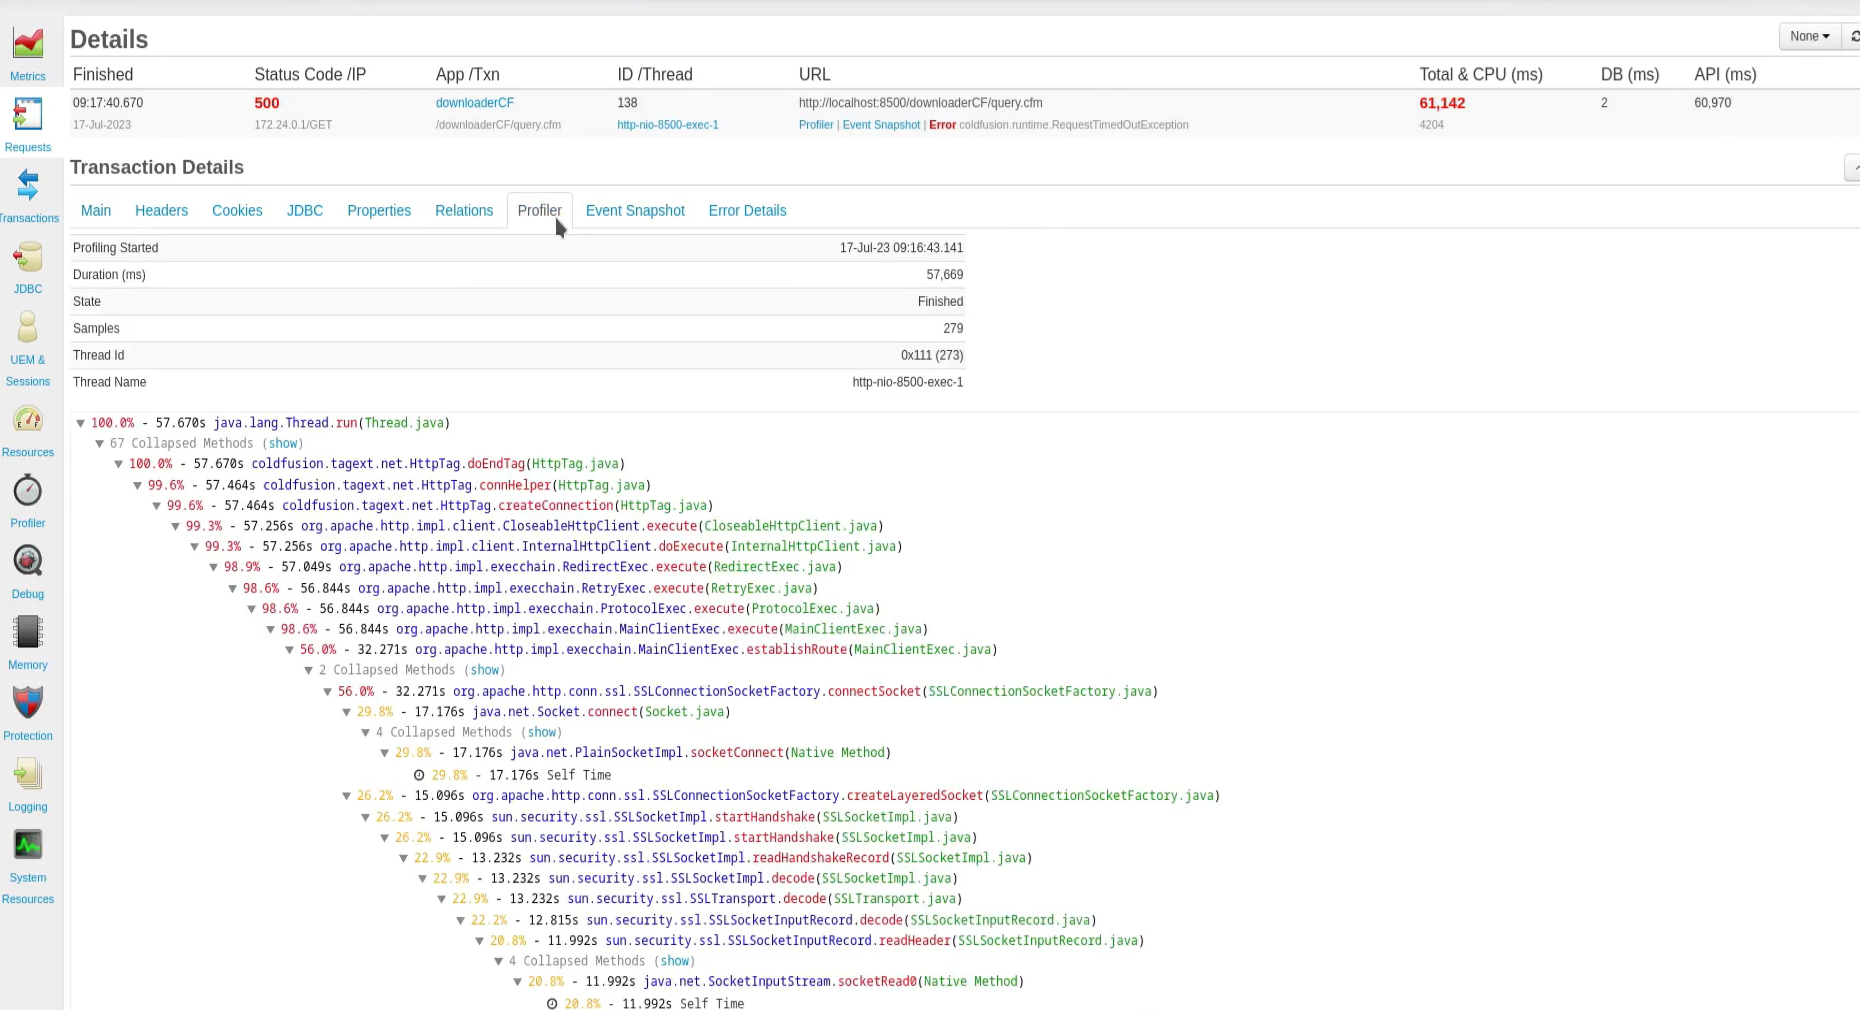 Details
None
Finished Status Code /IP App /Txn ID /Thread URL Total & CPU (ms) DB (ms) API (ms)
09:17:40.670 500 downloaderCF 138 http://localhost:8500/downloaderCF/query.cfm 61,142 2 60,970
17-Jul-2023 172.24.0.1/GET /downloaderCF/query.cfm http-nio-8500-exec-1 Profiler | Event Snapshot | Error coldfusion.runtime.RequestTimedOutException 4204
Transaction Details
Main Headers Cookies JDBC Properties Relations Profiler Event Snapshot Error Details
Profiling Started 17-Jul-23 09:16:43.141
Duration (ms) 57,669
State Finished
Samples 279
Thread Id 0x111 (273)
Thread Name http-nio-8500-exec-1
100.0% - 57.670s java.lang.Thread.run(Thread.java)
67 Collapsed Methods (show)
100.0% - 57.670s coldfusion.tagext.net.HttpTag.doEndTag(HttpTag.java)
99.6% - 57.464s coldfusion.tagext.net.HttpTag.connHelper(HttpTag.java)
99.6% - 57.464s coldfusion.tagext.net.HttpTag.createConnection(HttpTag.java)
99.3% - 57.256s org.apache.http.impl.client.CloseableHttpClient.execute(CloseableHttpClient.java)
99.3% - 57.256s org.apache.http.impl.client.InternalHttpClient.doExecute(InternalHttpClient.java)
98.9% - 57.049s org.apache.http.impl.execchain.RedirectExec.execute(RedirectExec.java)
98.6% - 56.844s org.apache.http.impl.execchain.RetryExec.execute(RetryExec.java)
98.6% - 56.844s org.apache.http.impl.execchain.ProtocolExec.execute(ProtocolExec.java)
98.6% - 56.844s org.apache.http.impl.execchain.MainClientExec.execute(MainClientExec.java)
56.0% - 32.271s org.apache.http.impl.execchain.MainClientExec.establishRoute(MainClientExec.java)
2 Collapsed Methods (show)
56.0% - 32.271s org.apache.http.conn.ssl.SSLConnectionSocketFactory.connectSocket(SSLConnectionSocketFactory.java)
29.8% - 17.176s java.net.Socket.connect(Socket.java)
4 Collapsed Methods (show)
29.8% - 17.176s java.net.PlainSocketImpl.socketConnect(Native Method)
29.8% - 17.176s Self Time
26.2% - 15.096s org.apache.http.conn.ssl.SSLConnectionSocketFactory.createLayeredSocket(SSLConnectionSocketFactory.java)
26.2% - 15.096s sun.security.ssl.SSLSocketImpl.startHandshake(SSLSocketImpl.java)
26.2% - 15.096s sun.security.ssl.SSLSocketImpl.startHandshake(SSLSocketImpl.java)
22.9% - 13.232s sun.security.ssl.SSLSocketImpl.readHandshakeRecord(SSLSocketImpl.java)
22.9% - 13.232s sun.security.ssl.SSLSocketImpl.decode(SSLSocketImpl.java)
22.9% - 13.232s sun.security.ssl.SSLTransport.decode(SSLTransport.java)
22.2% - 12.815s sun.security.ssl.SSLSocketInputRecord.decode(SSLSocketInputRecord.java)
20.8% - 11.992s sun.security.ssl.SSLSocketInputRecord.readHeader(SSLSocketInputRecord.java)
4 Collapsed Methods (show)
20.8% - 11.992s java.net.SocketInputStream.socketRead0(Native Method)
20.8% - 11.992s Self Time
Metrics
Requests
Transactions
JDBC
UEM &
Sessions
Resources
Profiler
Debug
Memory
Protection
Logging
System
Resources